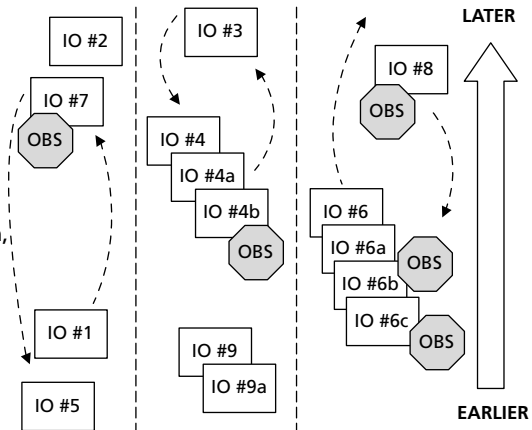 LATER
IO #2
IO #7
OBS
IO #1
IO #5
IO #3
IO #4
IO #4a
IO #4b
OBS
IO #9
IO #9a
IO #8
OBS
IO #6
IO #6a
OBS
IO #6b
IO #6c
OBS
EARLIER